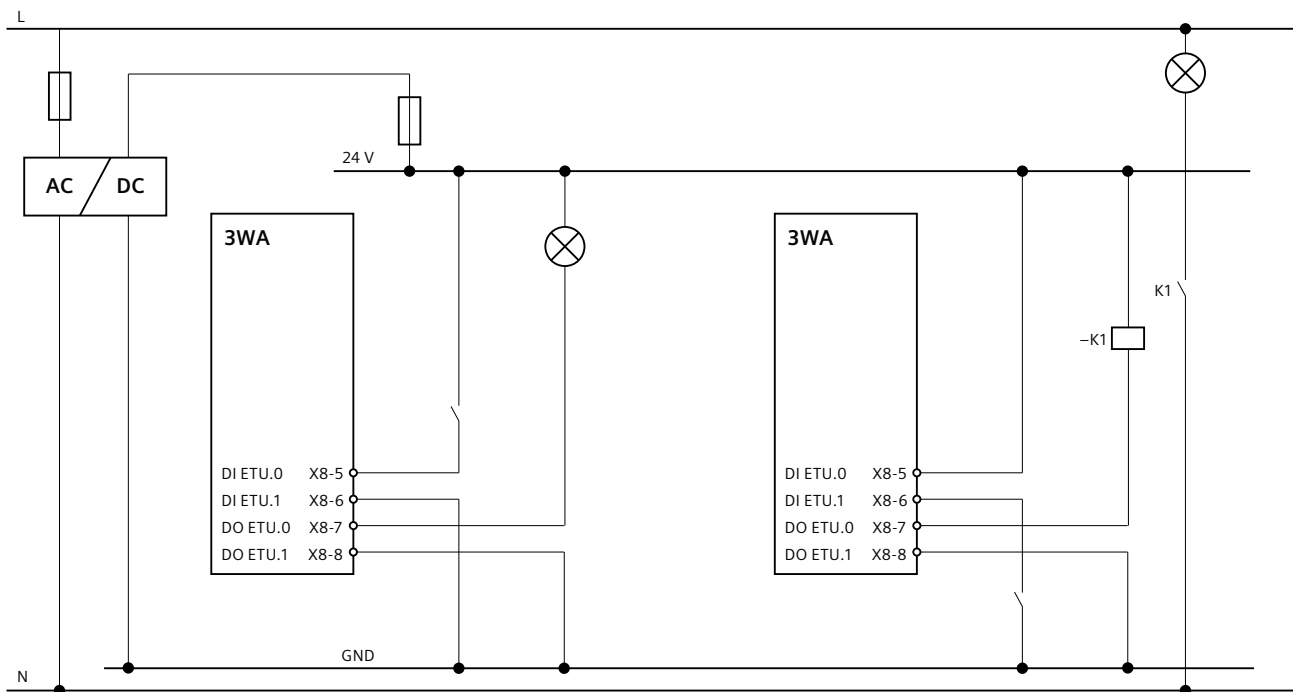 L
24 V
AC
DC
3WA
3WA
K1
–K1
DI ETU.0 X8-5
DI ETU.1 X8-6
DO ETU.0 X8-7
DO ETU.1 X8-8
DI ETU.0 X8-5
DI ETU.1 X8-6
DO ETU.0 X8-7
DO ETU.1 X8-8
GND
N